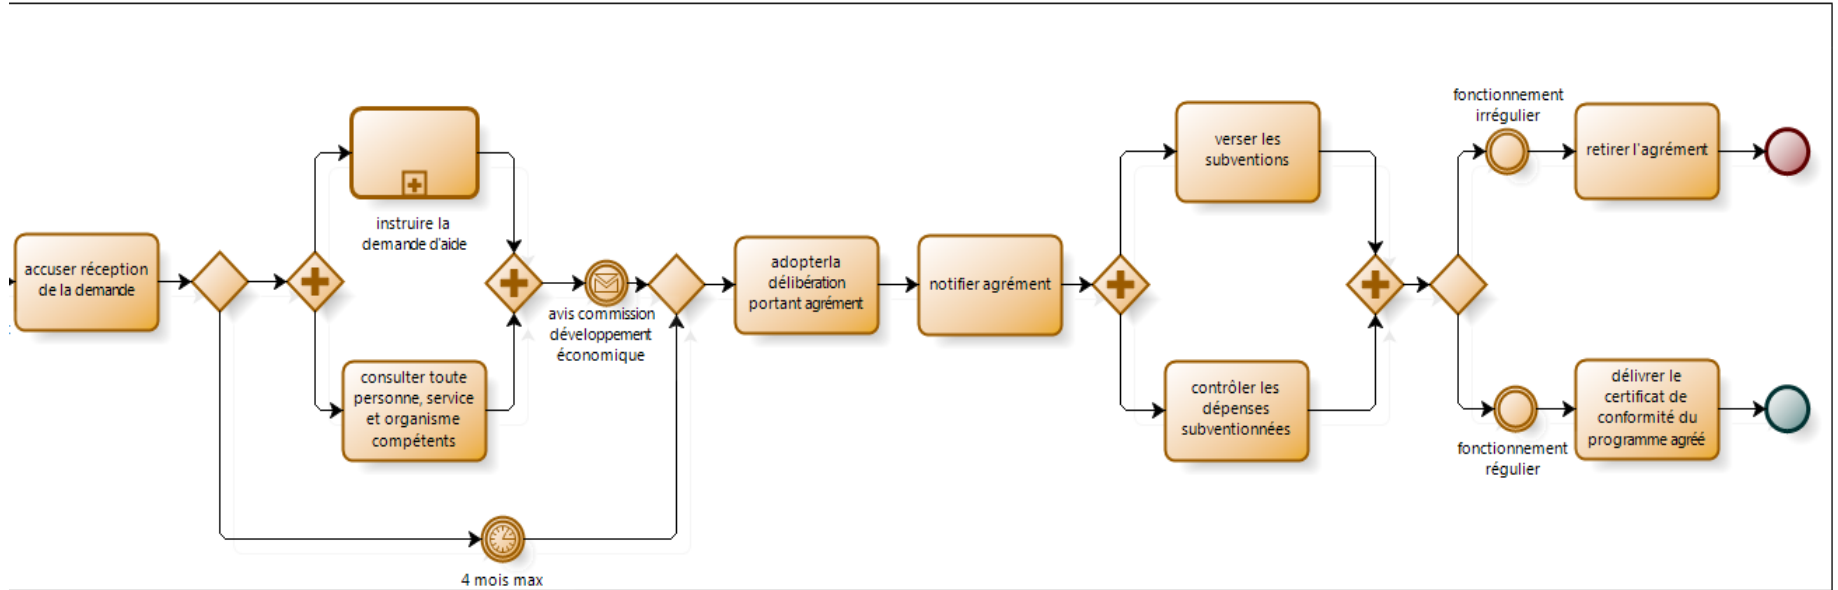 accuser réception
de la demande
instruire la
demande d'aide
consulter toute
personne, service
et organisme
compétents
avis commission
développement
économique
4 mois max
adopterla
délibération
portant agrément
notifier agrément
verser les
subventions
contrôler les
dépenses
subventionnées
fonctionnement
irrégulier
retirer l'agrément
fonctionnement
régulier
délivrer le
certificat de
conformité du
programme agréé